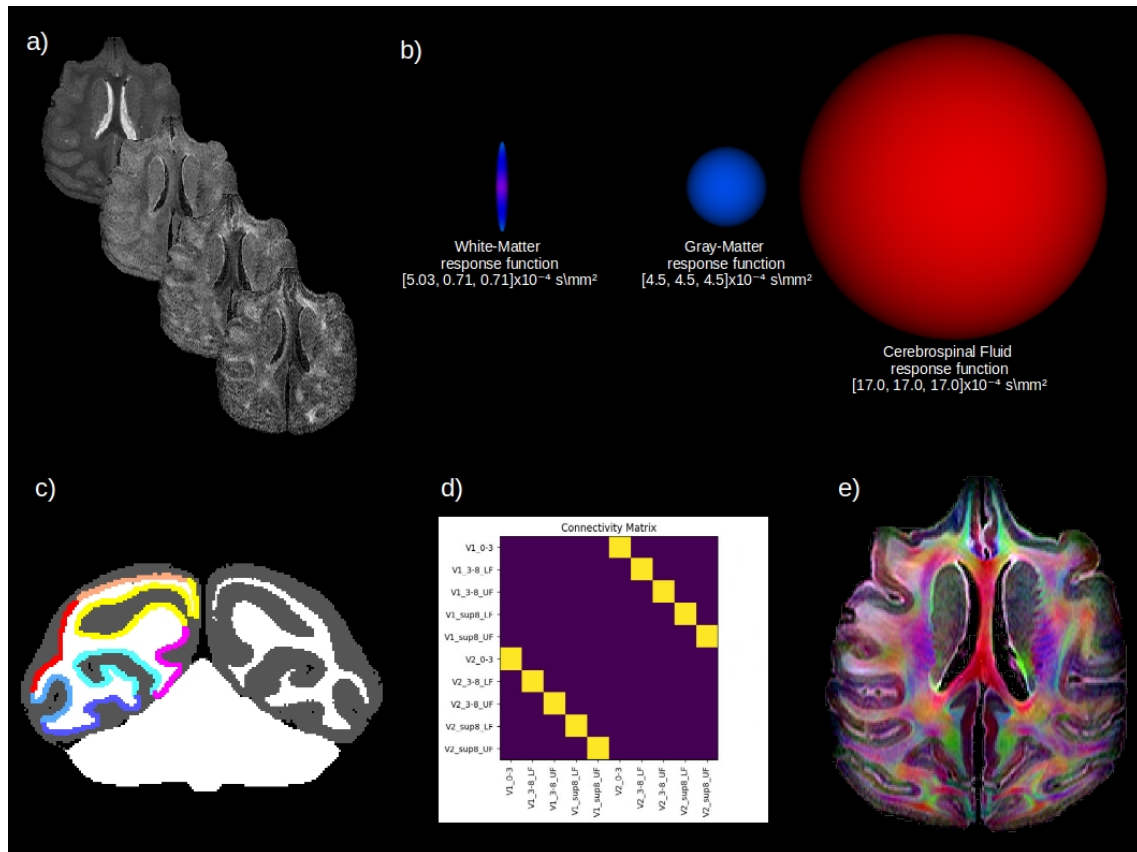 a)
b)
White-Matter
response function
[5.03, 0.71, 0.71]x10⁻⁴ s\mm²
Gray-Matter
response function
[4.5, 4.5, 4.5]x10⁻⁴ s\mm²
Cerebrospinal Fluid
response function
[17.0, 17.0, 17.0]x10⁻⁴ s\mm²
c)
d)
e)
Connectivity Matrix
V1_0-3
V1_3-8_LF
V1_3-8_UF
V1_sup8_LF
V1_sup8_UF
V2_0-3
V2_3-8_LF
V2_3-8_UF
V2_sup8_LF
V2_sup8_UF
V1_0-3
V1_3-8_LF
V1_3-8_UF
V1_sup8_LF
V1_sup8_UF
V2_0-3
V2_3-8_LF
V2_3-8_UF
V2_sup8_LF
V2_sup8_UF